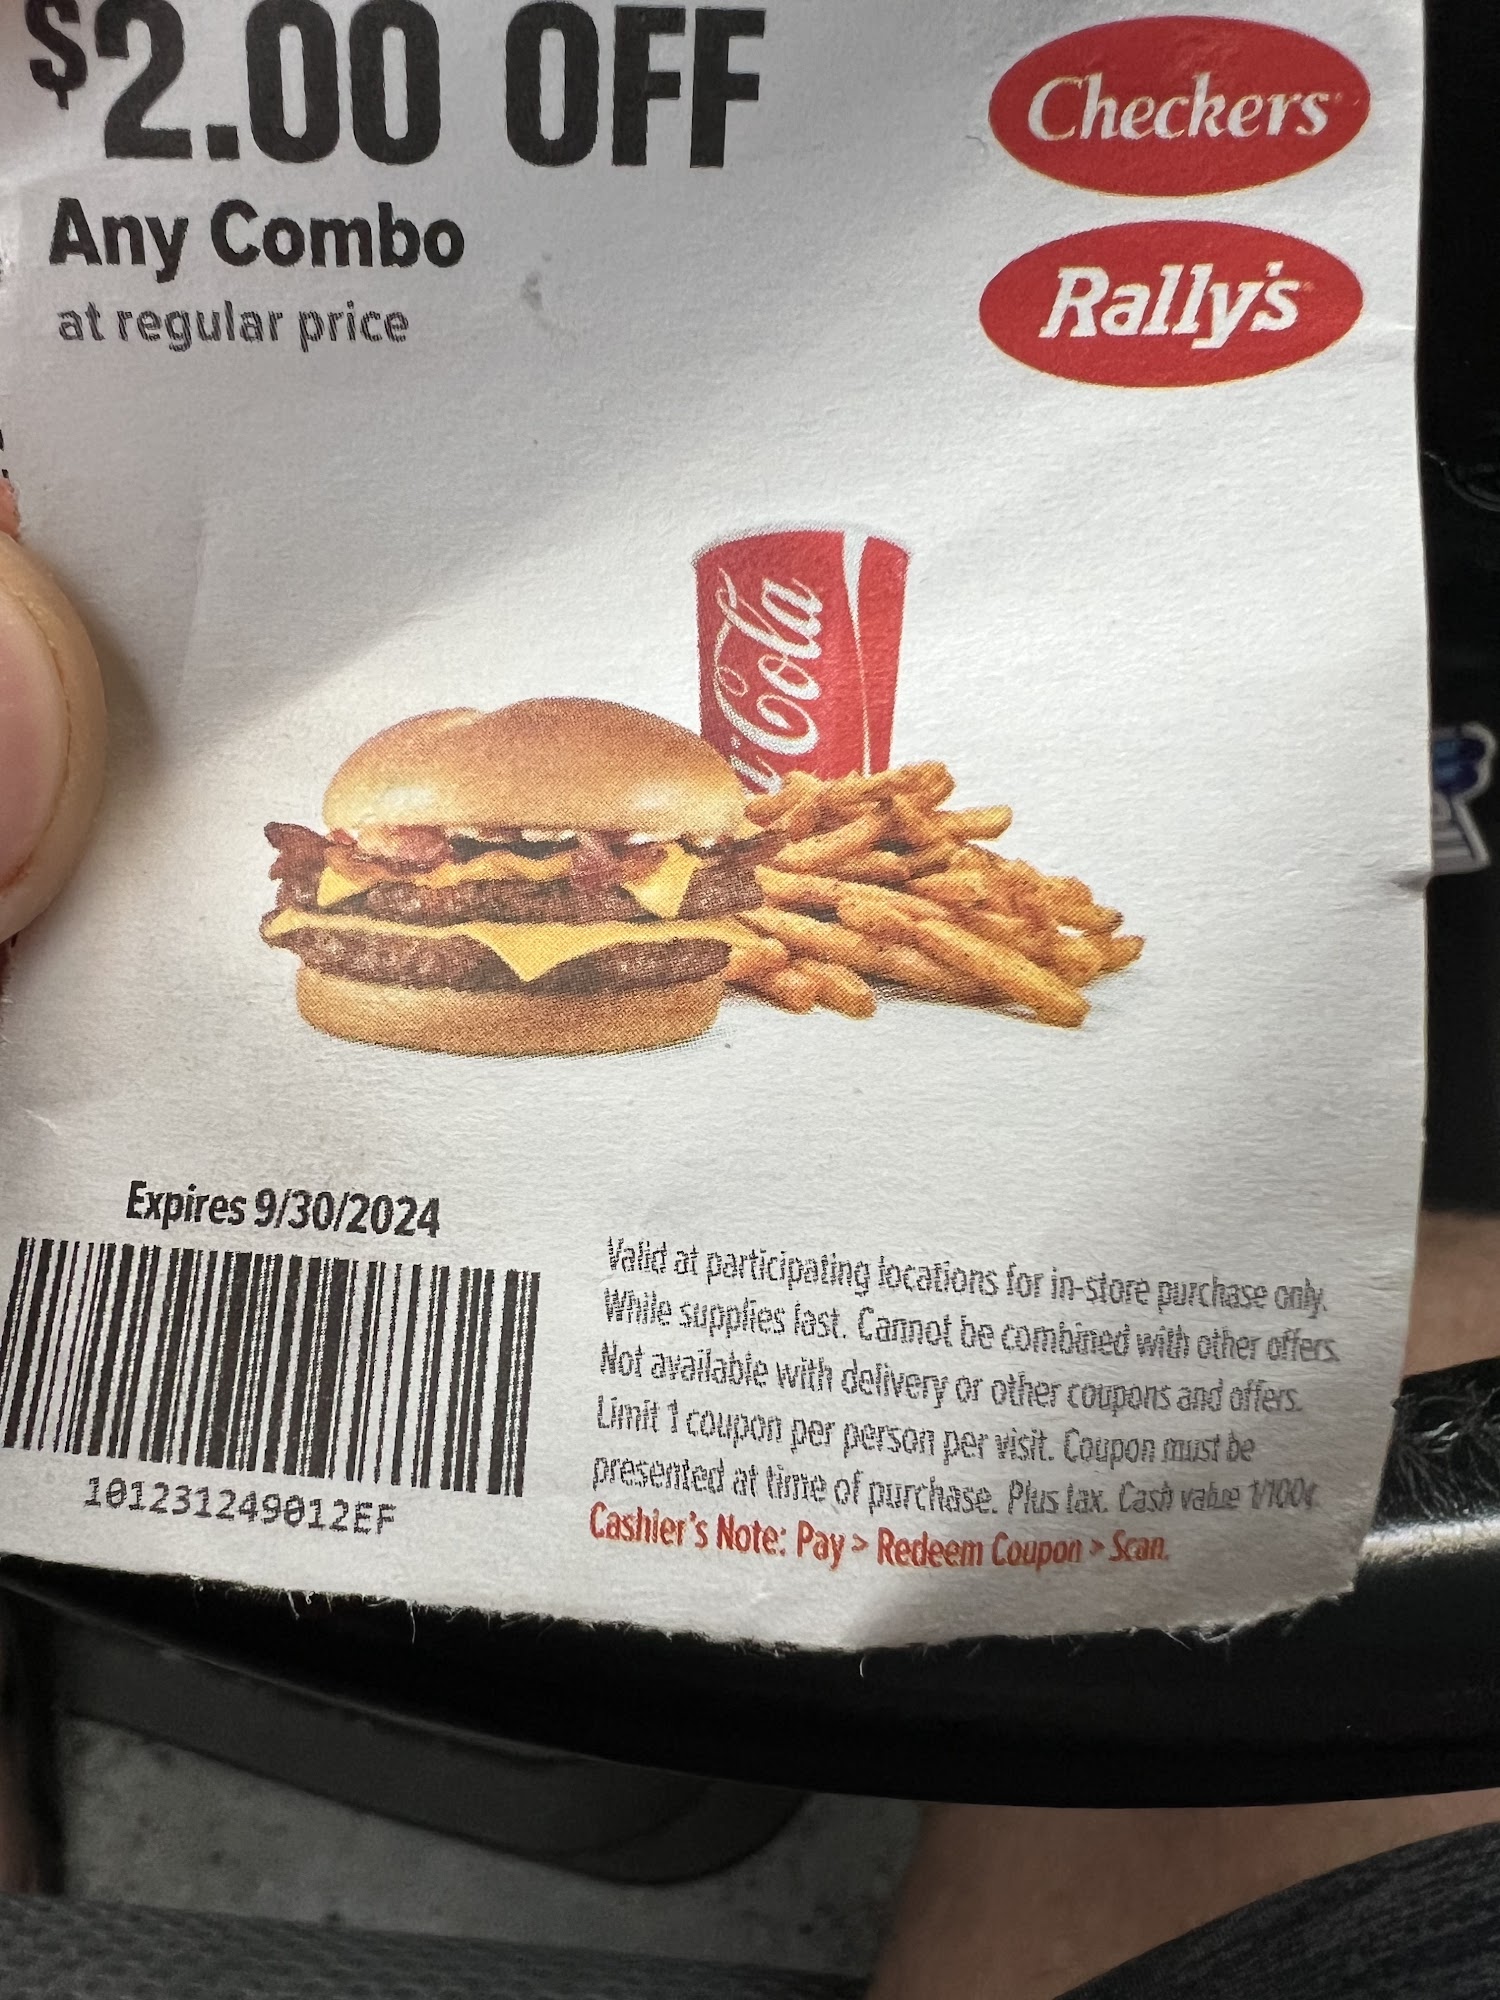 $2.00 OFF
Any Combo
at regular price
Checkers
Rally's
Cola
Expires 9/30/2024
101231249012EF
Valid at participating locations for in-store purchase only.
While supplies last. Cannot be combined with other offers.
Not available with delivery or other coupons and offers.
Limit 1 coupon per person per visit. Coupon must be
presented at time of purchase. Plus tax. Cash value 1/100¢
Cashier's Note: Pay > Redeem Coupon > Scan.